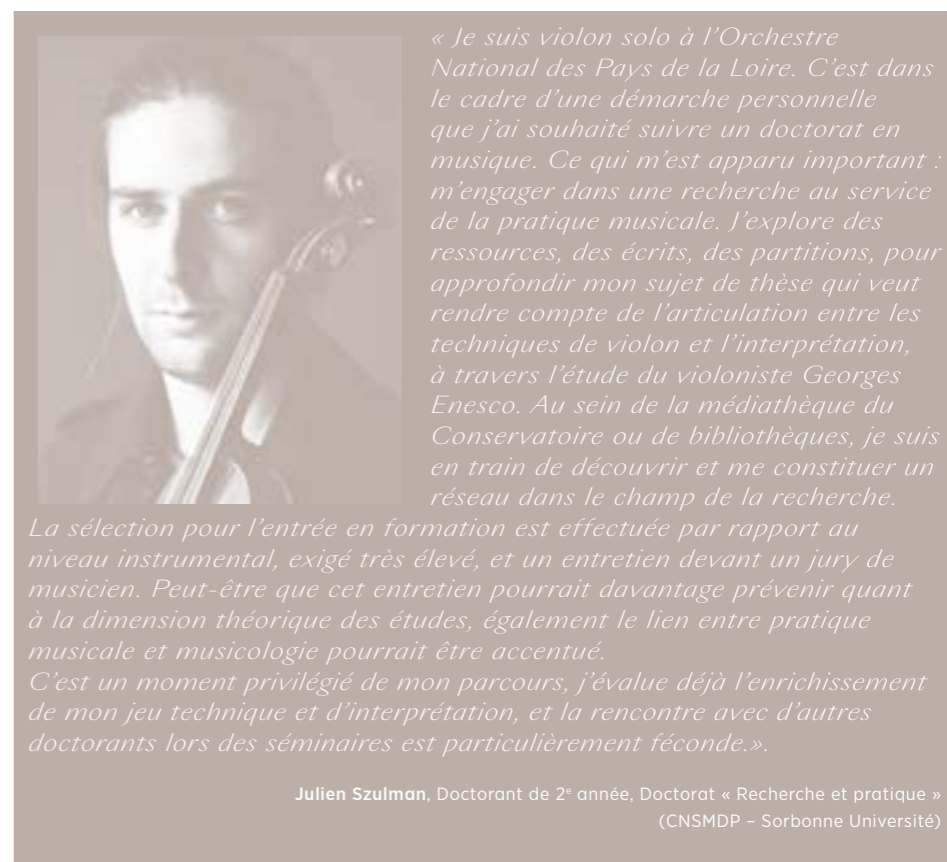 « Je suis violon solo à l’Orchestre
National des Pays de la Loire. C’est dans
le cadre d’une démarche personnelle
que j’ai souhaité suivre un doctorat en
musique. Ce qui m’est apparu important :
m’engager dans une recherche au service
de la pratique musicale. J’explore des
ressources, des écrits, des partitions, pour
approfondir mon sujet de thèse qui veut
rendre compte de l’articulation entre les
techniques de violon et l’interprétation,
à travers l’étude du violoniste Georges
Enesco. Au sein de la médiathèque du
Conservatoire ou de bibliothèques, je suis
en train de découvrir et me constituer un
réseau dans le champ de la recherche.
La sélection pour l’entrée en formation est effectuée par rapport au
niveau instrumental, exigé très élevé, et un entretien devant un jury de
musicien. Peut-être que cet entretien pourrait davantage prévenir quant
à la dimension théorique des études, également le lien entre pratique
musicale et musicologie pourrait être accentué.
C’est un moment privilégié de mon parcours, j’évalue déjà l’enrichissement
de mon jeu technique et d’interprétation, et la rencontre avec d’autres
doctorants lors des séminaires est particulièrement féconde.».
Julien Szulman, Doctorant de 2e année, Doctorat « Recherche et pratique »
(CNSMDP – Sorbonne Université)